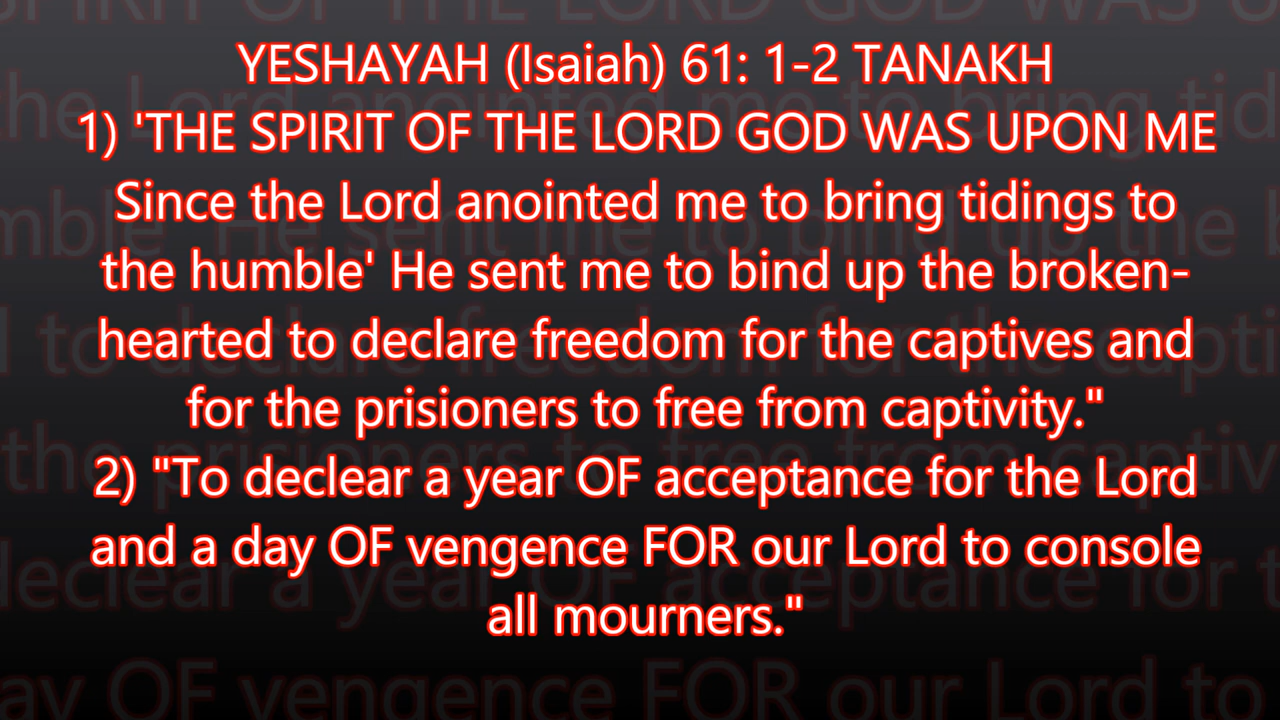 YESHAYAH (Isaiah) 61: 1-2 TANAKH
1) 'THE SPIRIT OF THE LORD GOD WAS UPON ME
Since the Lord anointed me to bring tidings to
the humble' He sent me to bind up the broken-
hearted to declare freedom for the captives and
for the prisioners to free from captivity."
2) "To declear a year OF acceptance for the Lord
and a day OF vengence FOR our Lord to console
all mourners."